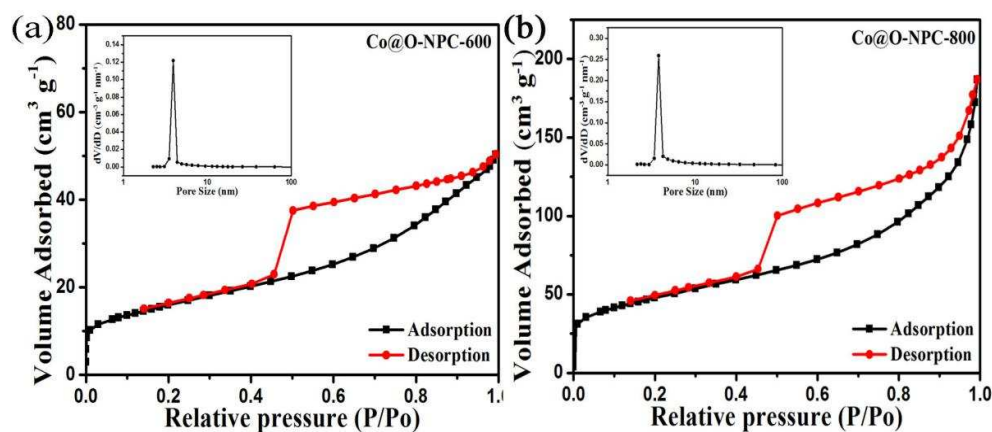 (a)
Co@O-NPC-600
Volume Adsorbed (cm³ g⁻¹)
80
60
40
20
0
0.0 0.2 0.4 0.6 0.8 1.0
Relative pressure (P/Po)
Adsorption
Desorption
dV/dD (cm⁻³ g⁻¹ nm⁻¹)
0.14
0.12
0.10
0.08
0.06
0.04
0.02
0.00
1 10 100
Pore Size (nm)
(b)
Co@O-NPC-800
Volume Adsorbed (cm³ g⁻¹)
200
150
100
50
0
0.0 0.2 0.4 0.6 0.8 1.0
Relative pressure (P/Po)
Adsorption
Desorption
dV/dD (cm⁻³ g⁻¹ nm⁻¹)
0.30
0.25
0.20
0.15
0.10
0.05
0.00
1 10 100
Pore Size (nm)